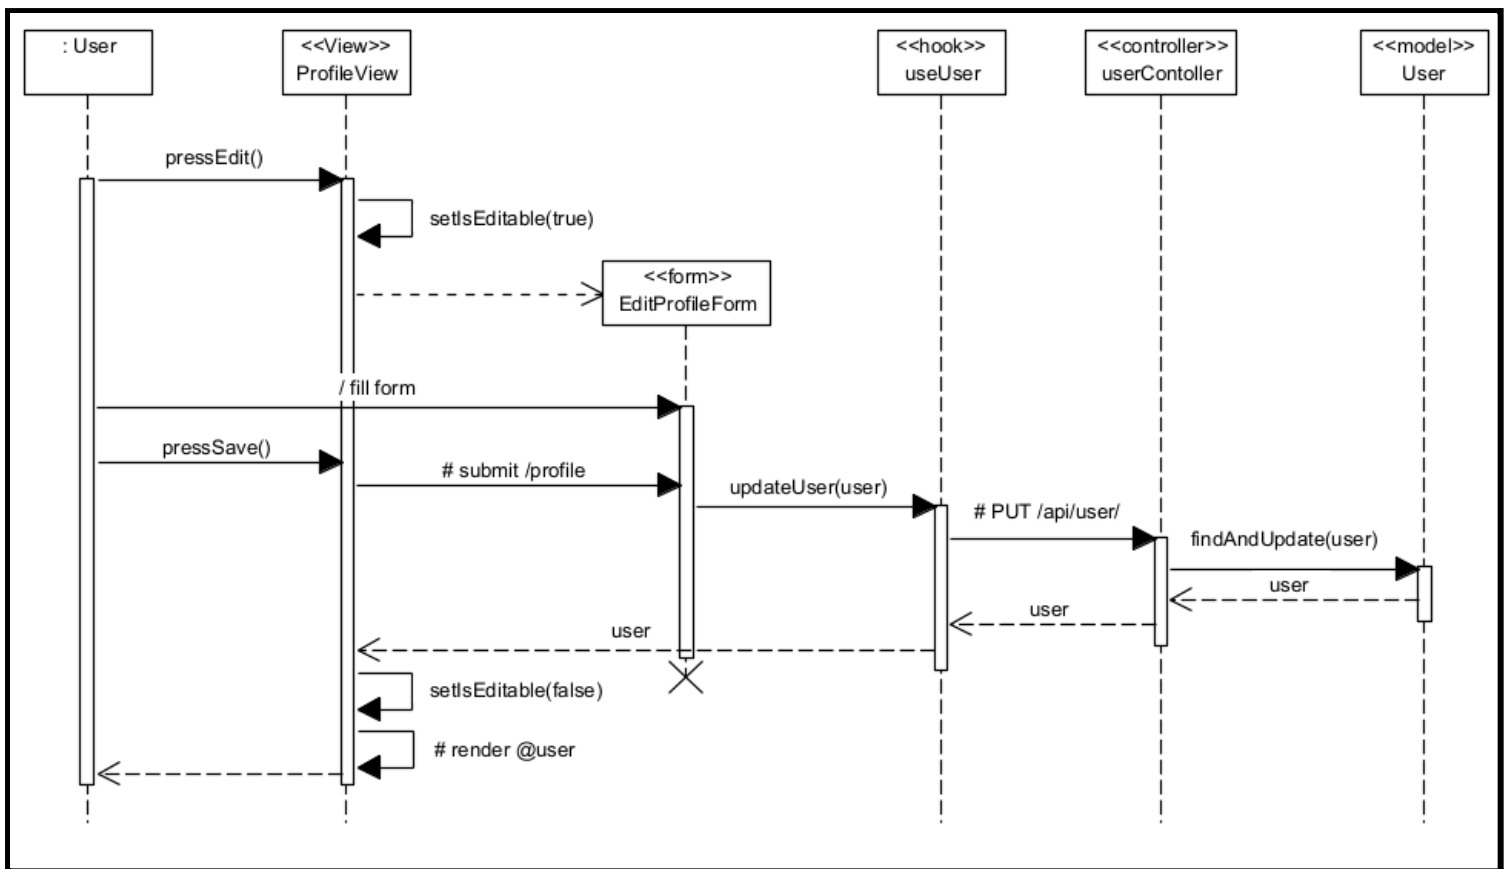 : User
<<View>>
ProfileView
<<hook>>
useUser
<<controller>>
userContoller
<<model>>
User
pressEdit()
setIsEditable(true)
<<form>>
EditProfileForm
/ fill form
pressSave()
# submit /profile
updateUser(user)
# PUT /api/user/
findAndUpdate(user)
user
user
user
setIsEditable(false)
# render @user